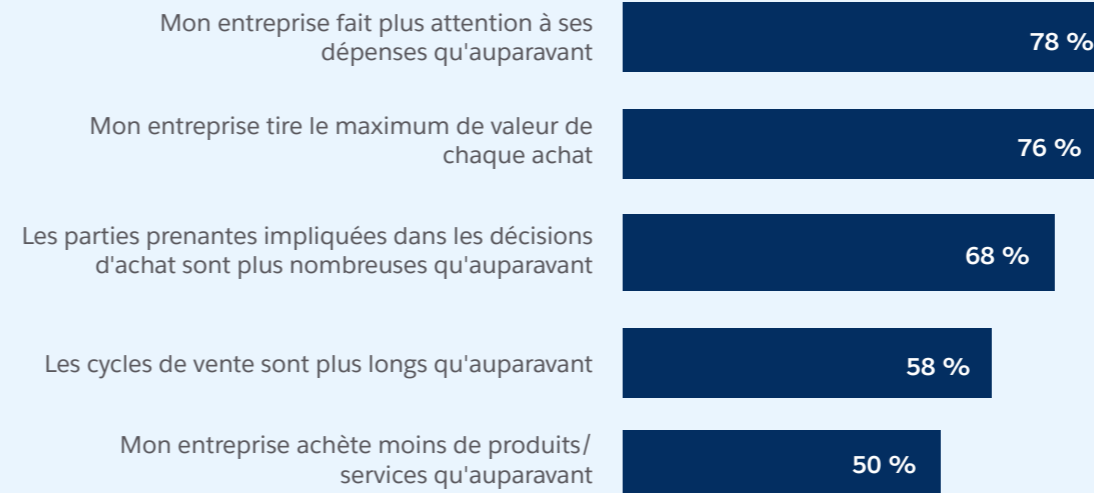 Mon entreprise fait plus attention à ses
dépenses qu'auparavant
78 %
Mon entreprise tire le maximum de valeur de
chaque achat
76 %
Les parties prenantes impliquées dans les décisions
d'achat sont plus nombreuses qu'auparavant
68 %
Les cycles de vente sont plus longs qu'auparavant
58 %
Mon entreprise achète moins de produits/
services qu'auparavant
50 %